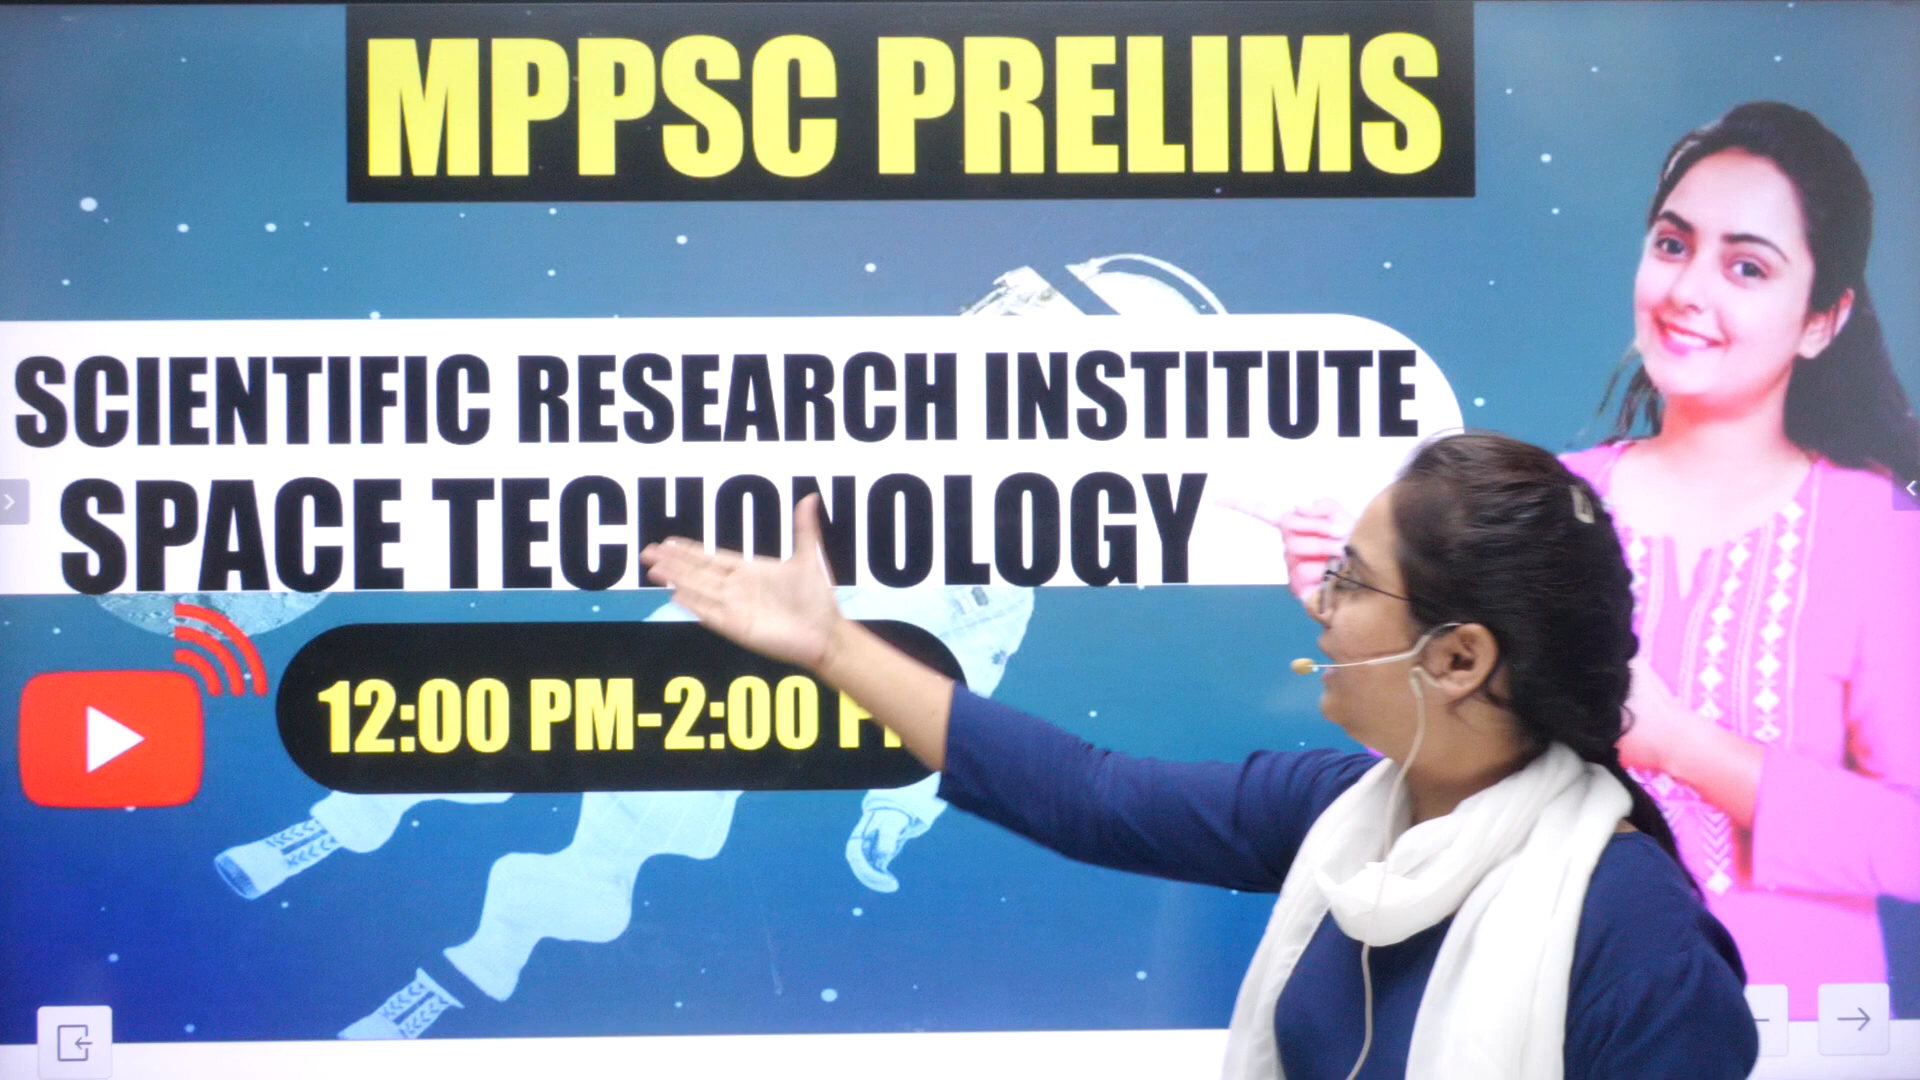 MPPSC PRELIMS
SCIENTIFIC RESEARCH INSTITUTE
SPACE TECHONOLOGY
12:00 PM-2:00